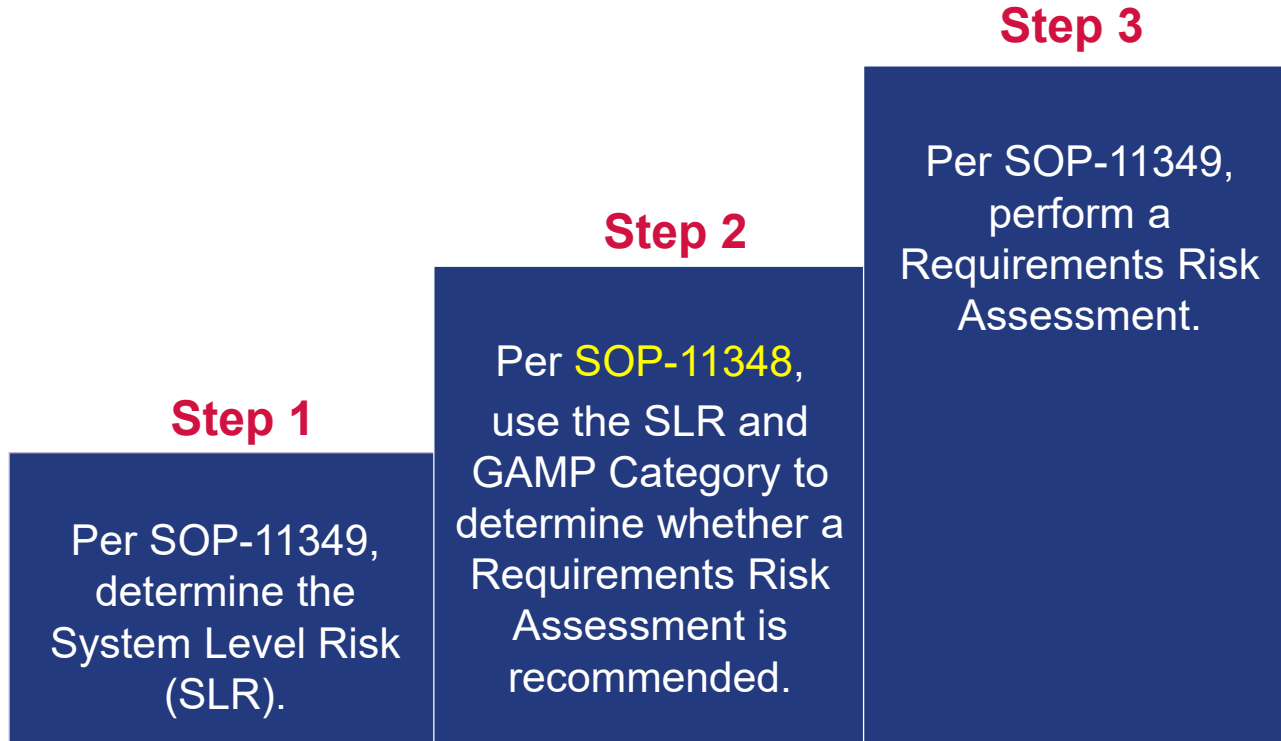 Step 1
Per SOP-11349,
determine the
System Level Risk
(SLR).
Step 2
Per SOP-11348,
use the SLR and
GAMP Category to
determine whether a
Requirements Risk
Assessment is
recommended.
Step 3
Per SOP-11349,
perform a
Requirements Risk
Assessment.